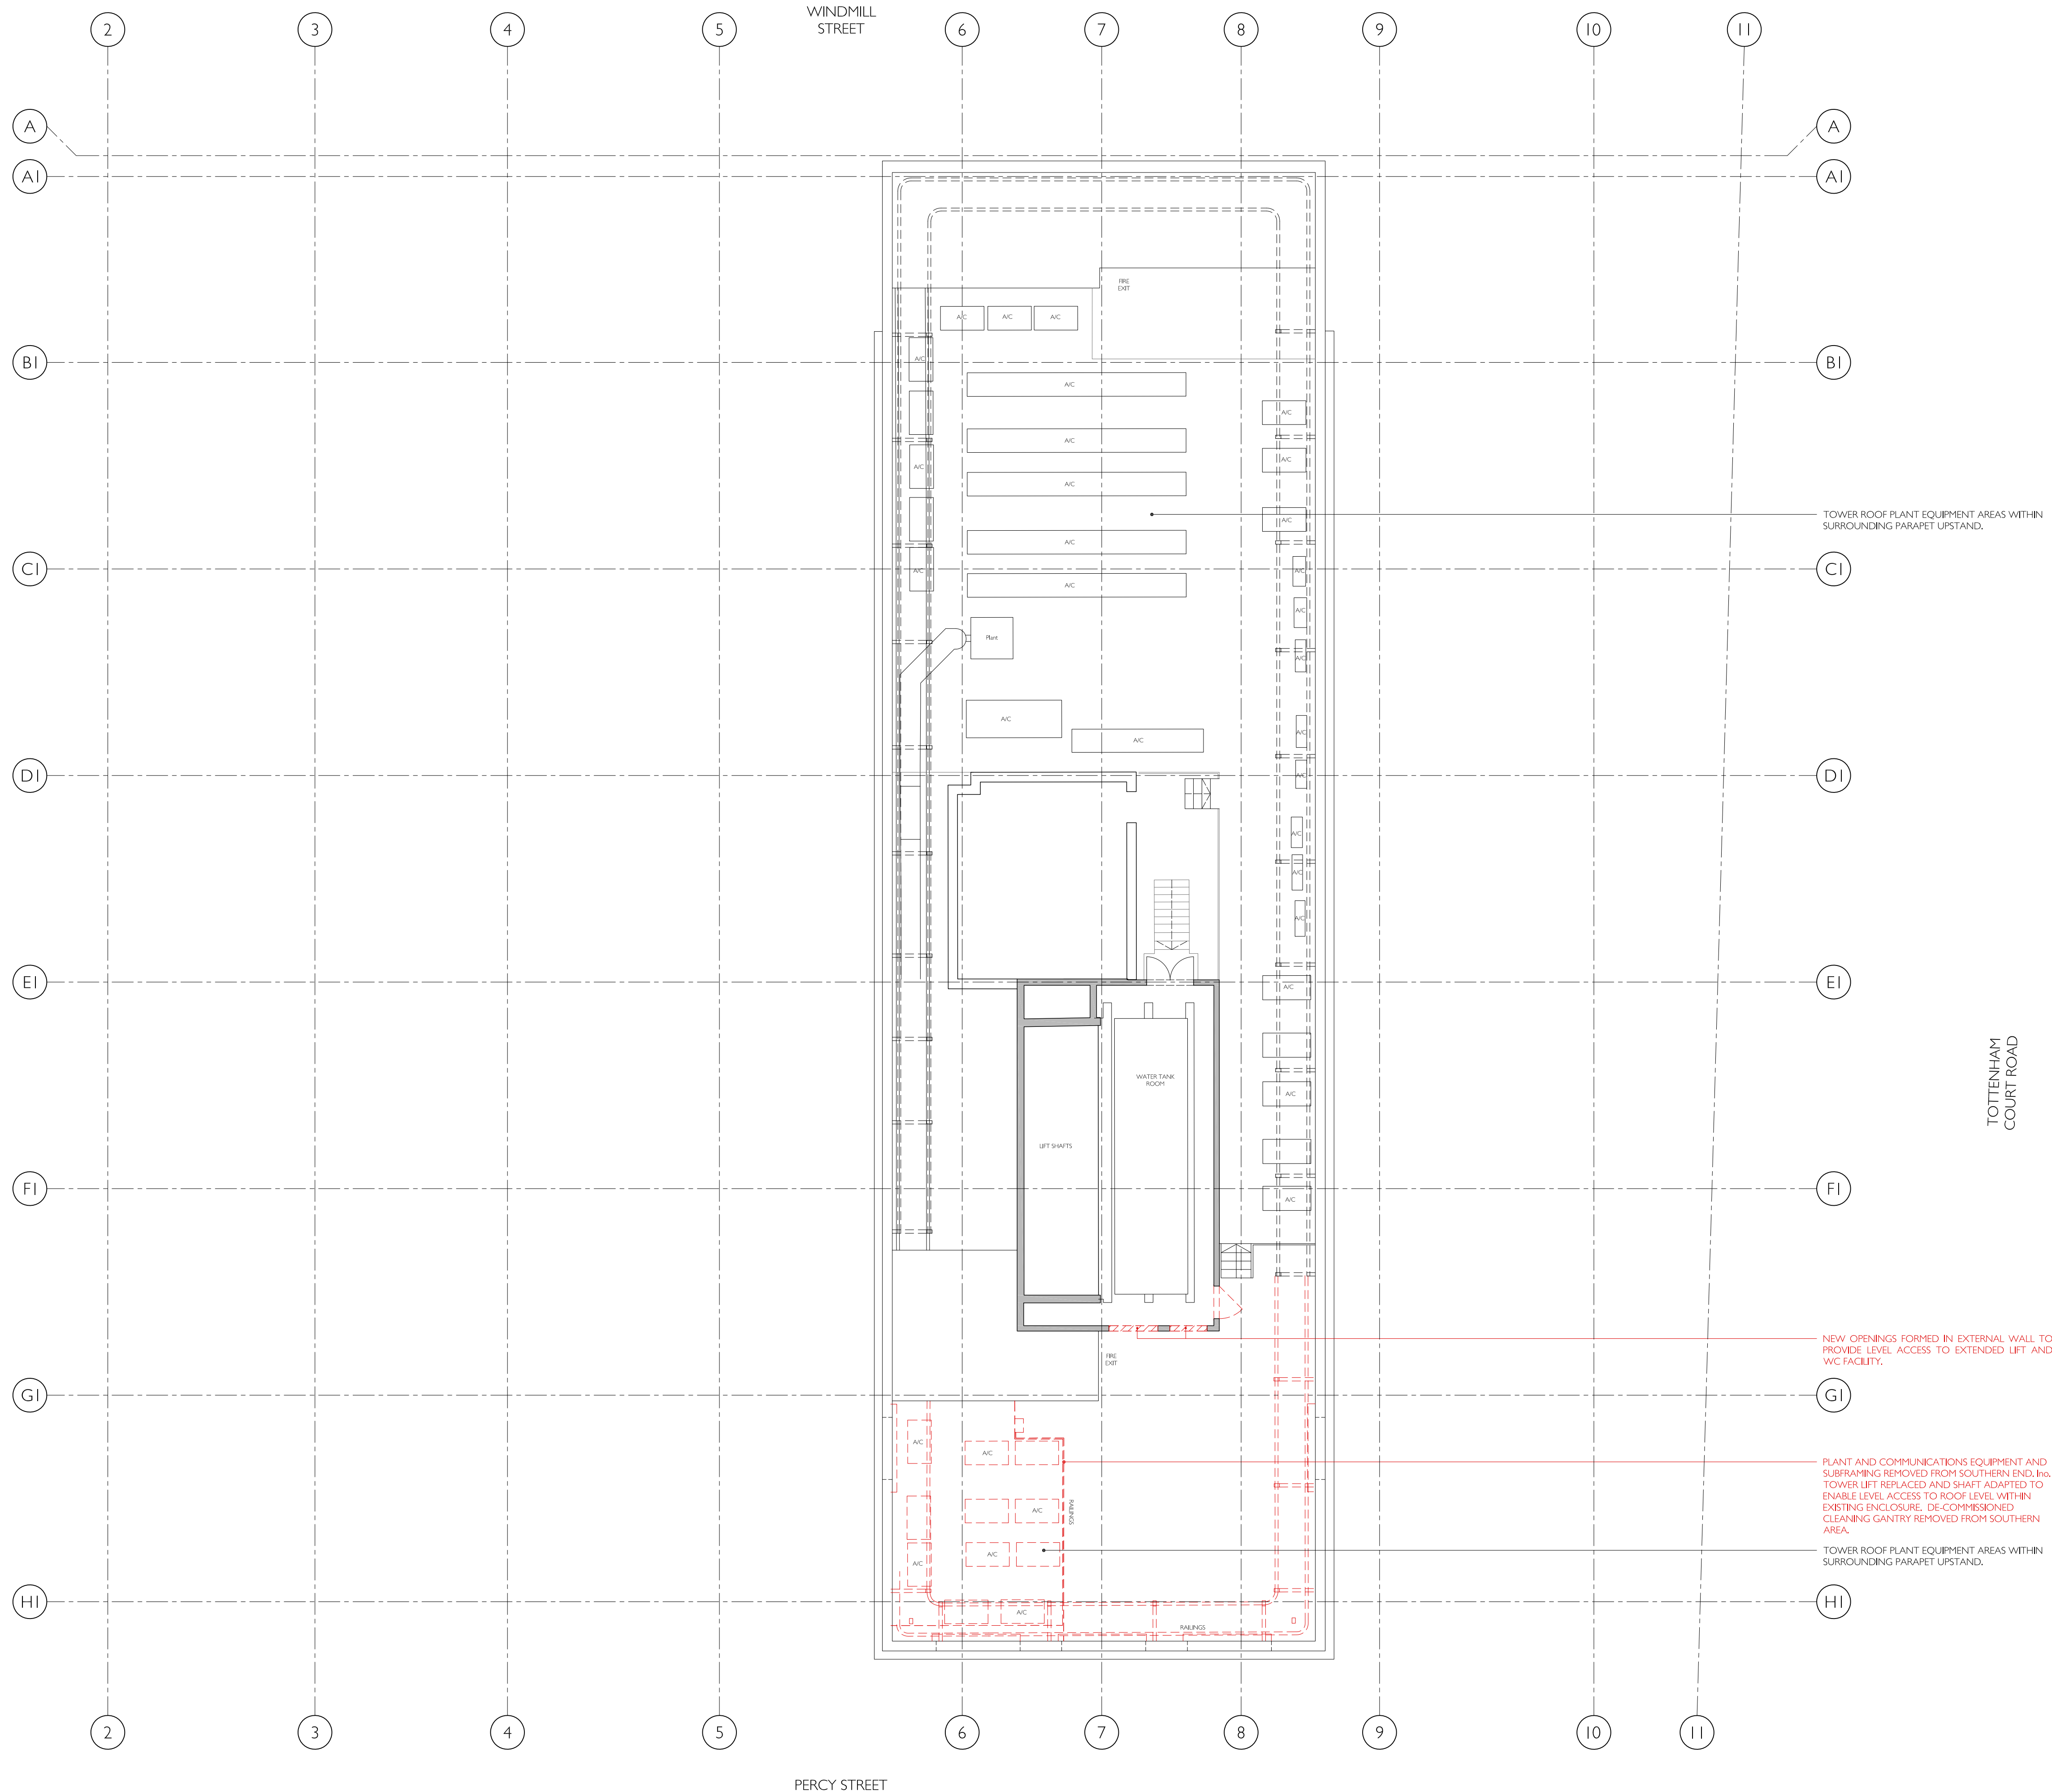 WINDMILL
STREET
2
3
4
5
6
7
8
9
10
11
A
A
A1
A1
FIRE
EXIT
A/C
A/C
A/C
A/C
B1
B1
A/C
A/C
A/C
A/C
A/C
A/C
A/C
A/C
TOWER ROOF PLANT EQUIPMENT AREAS WITHIN
SURROUNDING PARAPET UPSTAND.
A/C
A/C
C1
A/C
A/C
C1
A/C
A/C
Plant
A/C
A/C
A/C
A/C
D1
A/C
D1
A/C
A/C
A/C
E1
A/C
E1
TOTTENHAM
COURT ROAD
WATER TANK
ROOM
A/C
LIFT SHAFTS
F1
A/C
F1
NEW OPENINGS FORMED IN EXTERNAL WALL TO
PROVIDE LEVEL ACCESS TO EXTENDED LIFT AND
WC FACILITY.
FIRE
EXIT
G1
G1
A/C
A/C
PLANT AND COMMUNICATIONS EQUIPMENT AND
SUBFRAMING REMOVED FROM SOUTHERN END. 1no.
TOWER LIFT REPLACED AND SHAFT ADAPTED TO
ENABLE LEVEL ACCESS TO ROOF LEVEL WITHIN
EXISTING ENCLOSURE. DE-COMMISSIONED
CLEANING GANTRY REMOVED FROM SOUTHERN
AREA.
RAILINGS
A/C
A/C
A/C
TOWER ROOF PLANT EQUIPMENT AREAS WITHIN
SURROUNDING PARAPET UPSTAND.
H1
H1
A/C
RAILINGS
2
3
4
5
6
7
8
9
10
11
PERCY STREET